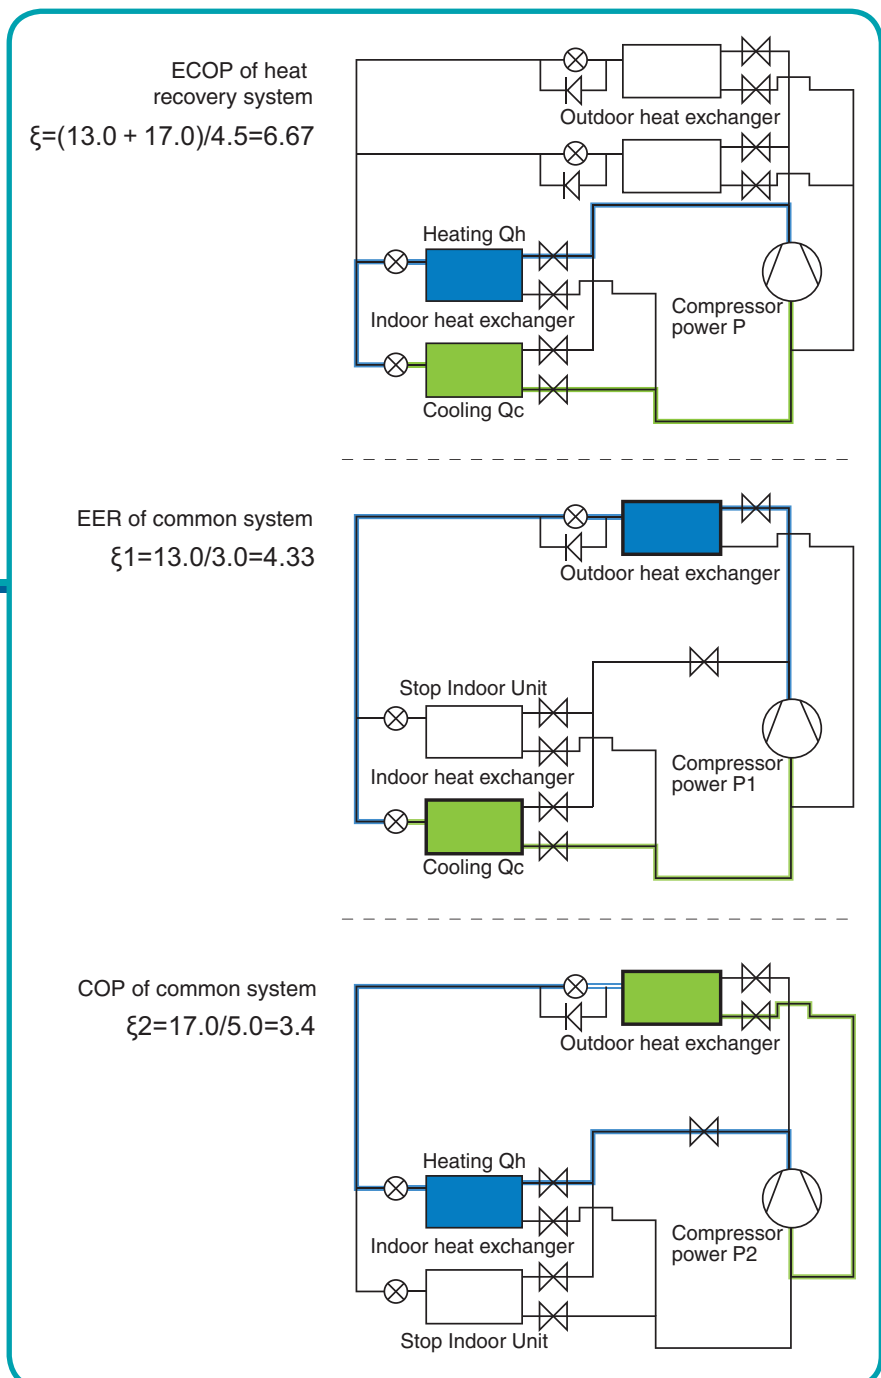 ECOP of heat
recovery system
ξ=(13.0 + 17.0)/4.5=6.67
Outdoor heat exchanger
Heating Qh
Indoor heat exchanger
Compressor
power P
Cooling Qc
EER of common system
ξ1=13.0/3.0=4.33
Outdoor heat exchanger
Stop Indoor Unit
Indoor heat exchanger
Compressor
power P1
Cooling Qc
COP of common system
ξ2=17.0/5.0=3.4
Outdoor heat exchanger
Heating Qh
Indoor heat exchanger
Compressor
power P2
Stop Indoor Unit